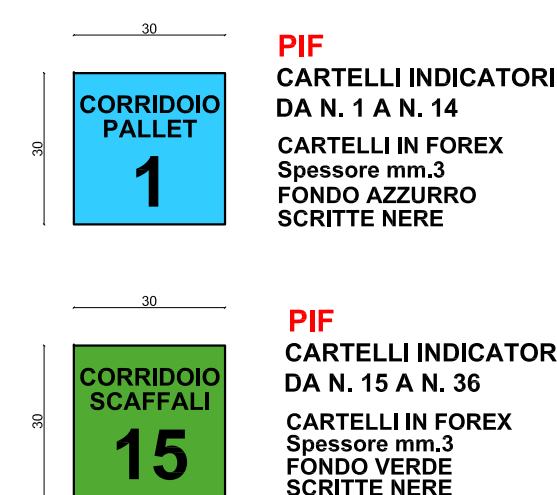 30
30
CORRIDOIO
PALLET
1
PIF
CARTELLI INDICATORI
DA N. 1 A N. 14
CARTELLI IN FOREX
Spessore mm.3
FONDO AZZURRO
SCRITTE NERE
30
30
CORRIDOIO
SCAFFALI
15
PIF
CARTELLI INDICATOR
DA N. 15 A N. 36
CARTELLI IN FOREX
Spessore mm.3
FONDO VERDE
SCRITTE NERE